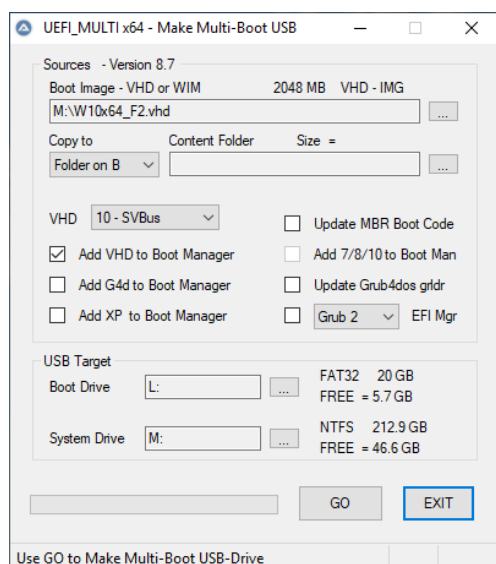 UEFI_MULTI x64 - Make Multi-Boot USB
Sources - Version 8.7
Boot Image - VHD or WIM 2048 MB VHD - IMG
M:\W10x64_F2.vhd ...
Copy to Content Folder Size =
Folder on B ...
VHD 10 - SVBus Update MBR Boot Code
Add VHD to Boot Manager Add 7/8/10 to Boot Man
Add G4d to Boot Manager Update Grub4dos grldr
Add XP to Boot Manager Grub 2 EFI Mgr
USB Target
Boot Drive L: ... FAT32 20 GB
FREE = 5.7 GB
System Drive M: ... NTFS 212.9 GB
FREE = 46.6 GB
GO EXIT
Use GO to Make Multi-Boot USB-Drive